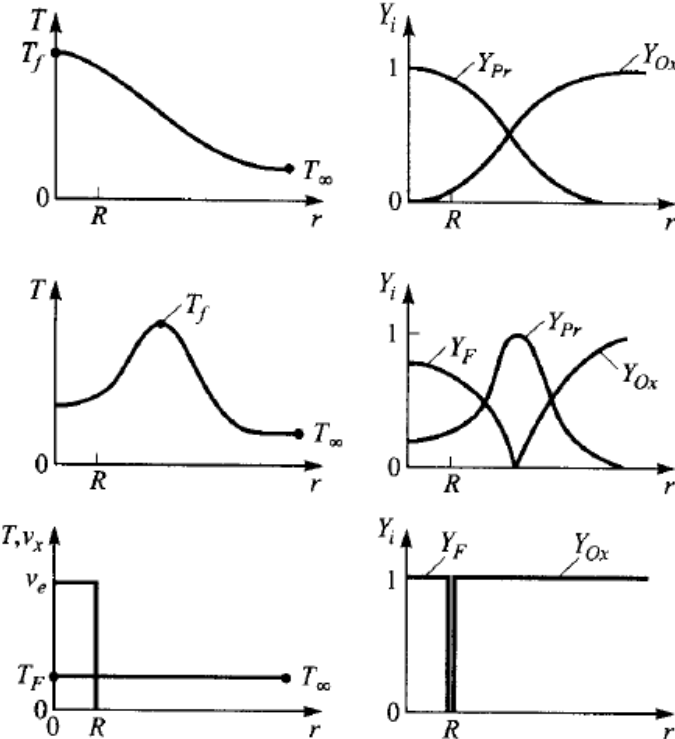 T
T_f
T_∞
0
R
r
Y_i
1
Y_Pr
Y_Ox
0
R
r
T
T_f
T_∞
0
R
r
Y_i
1
Y_F
Y_Pr
Y_Ox
0
R
r
T, v_x
v_e
T_F
T_∞
0
0
R
r
Y_i
Y_F
Y_Ox
1
0
R
r